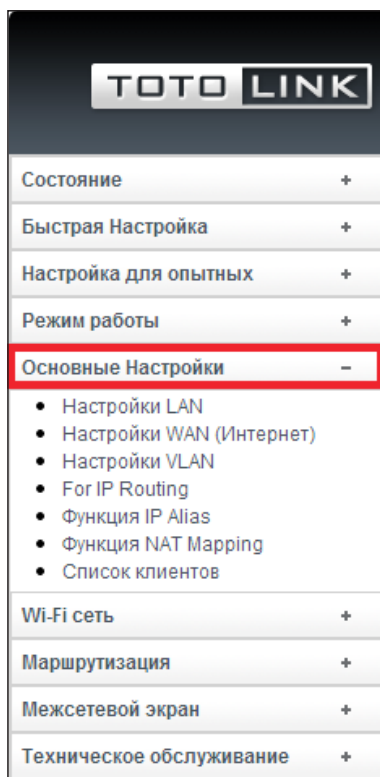 TOTO LINK
Состояние +
Быстрая Настройка +
Настройка для опытных +
Режим работы +
Основные Настройки –
• Настройки LAN
• Настройки WAN (Интернет)
• Настройки VLAN
• For IP Routing
• Функция IP Alias
• Функция NAT Mapping
• Список клиентов
Wi-Fi сеть +
Маршрутизация +
Межсетевой экран +
Техническое обслуживание +